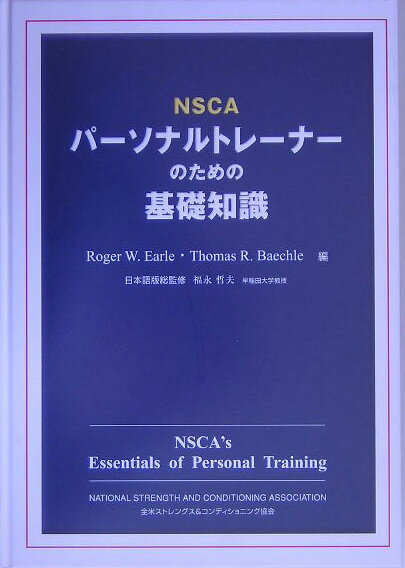 NSCA
パーソナルトレーナー
のための
基礎知識
Roger W. Earle・Thomas R. Baechle 編
日本語版総監修 福永 哲夫 早稲田大学教授
NSCA's
Essentials of Personal Training
NATIONAL STRENGTH AND CONDITIONING ASSOCIATION
全米ストレングス&コンディショニング協会